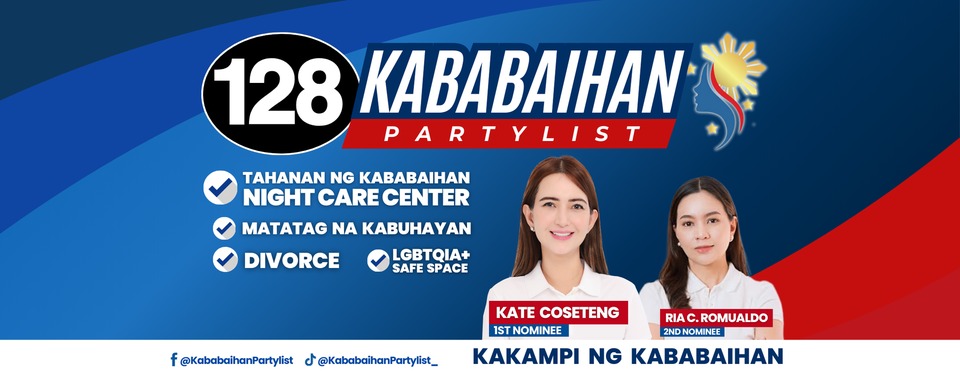 128
KABABAIHAN
PARTYLIST
TAHANAN NG KABABAIHAN
NIGHT CARE CENTER
MATATAG NA KABUHAYAN
DIVORCE
LGBTQIA+
SAFE SPACE
KATE COSETENG
1ST NOMINEE
RIA C. ROMUALDO
2ND NOMINEE
@KababaihanPartylist
@KababaihanPartylist_
KAKAMPI NG KABABAIHAN